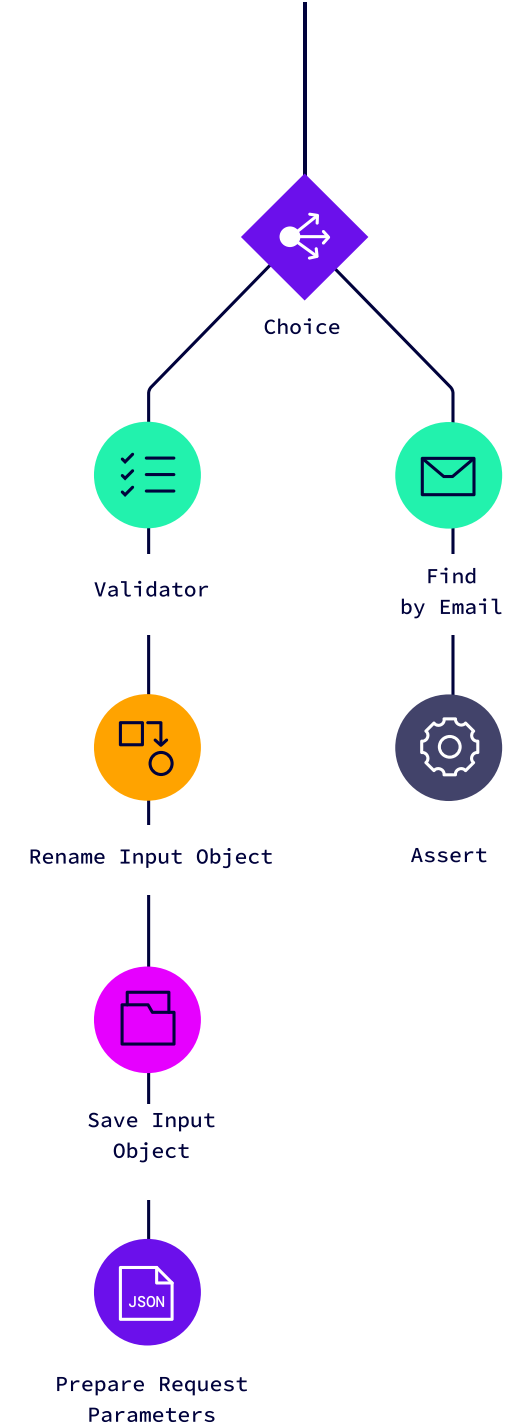 Choice
Validator
Find
by Email
Rename Input Object
Assert
Save Input
Object
JSON
Prepare Request
Parameters